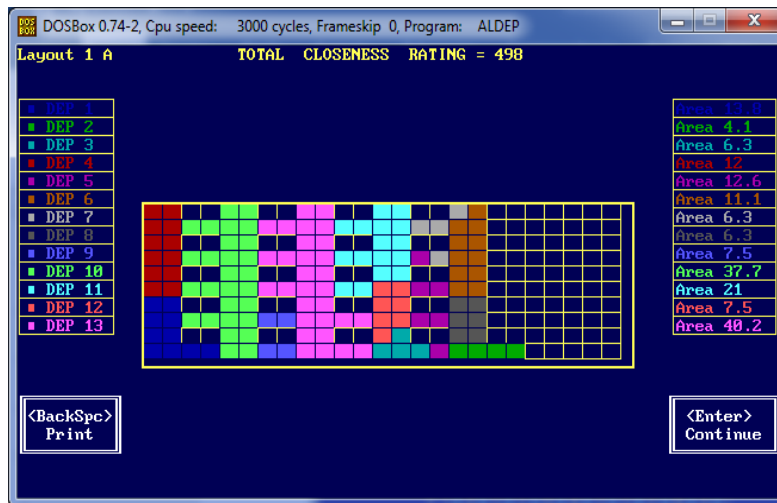 DOSBox 0.74-2, Cpu speed: 3000 cycles, Frameskip 0, Program: ALDEP
Layout 1 A TOTAL CLOSENESS RATING = 498
DEP 1
DEP 2
DEP 3
DEP 4
DEP 5
DEP 6
DEP 7
DEP 8
DEP 9
DEP 10
DEP 11
DEP 12
DEP 13
Area 4.1
Area 6.3
Area 12
Area 12.6
Area 11.1
Area 6.3
Area 6.3
Area 7.5
Area 37.7
Area 21
Area 7.5
Area 40.2
<BackSpc>
Print
<Enter>
Continue